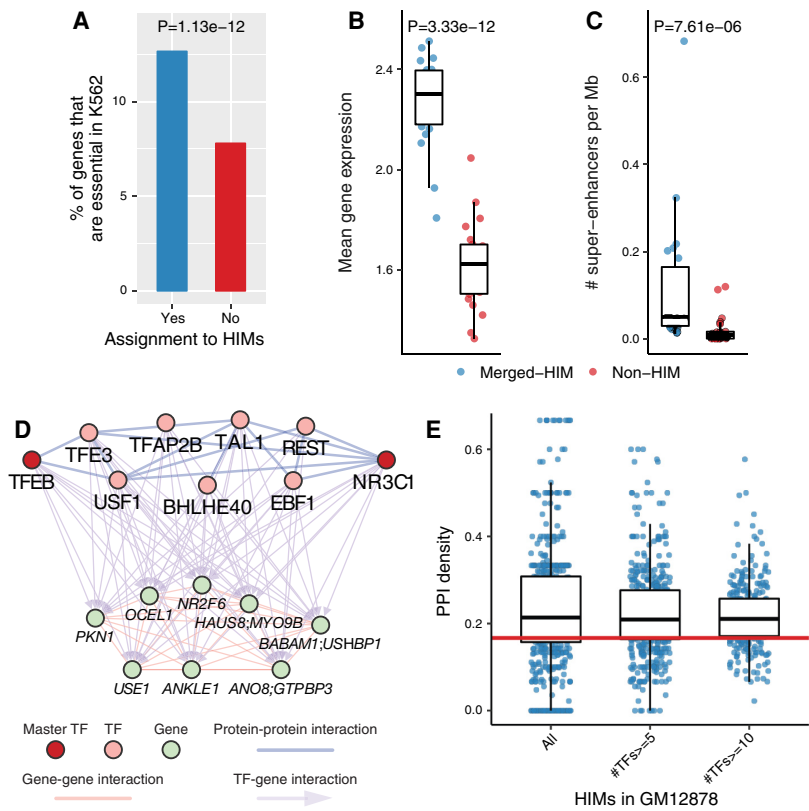 A
P=1.13e−12
% of genes that
are essential in K562
10
5
0
Yes
No
Assignment to HIMs
B
P=3.33e−12
Mean gene expression
2.4
2.0
1.6
C
P=7.61e−06
# super−enhancers per Mb
0.6
0.4
0.2
0.0
Merged−HIM
Non−HIM
D
TFEB
TFE3
TFAP2B
TAL1
REST
NR3C1
USF1
BHLHE40
EBF1
PKN1
OCEL1
NR2F6
HAUS8;MYO9B
BABAM1;USHBP1
USE1
ANKLE1
ANO8;GTPBP3
Master TF
TF
Gene
Protein-protein interaction
Gene-gene interaction
TF-gene interaction
E
PPI density
0.6
0.4
0.2
0.0
All
#TFs>=5
#TFs>=10
HIMs in GM12878